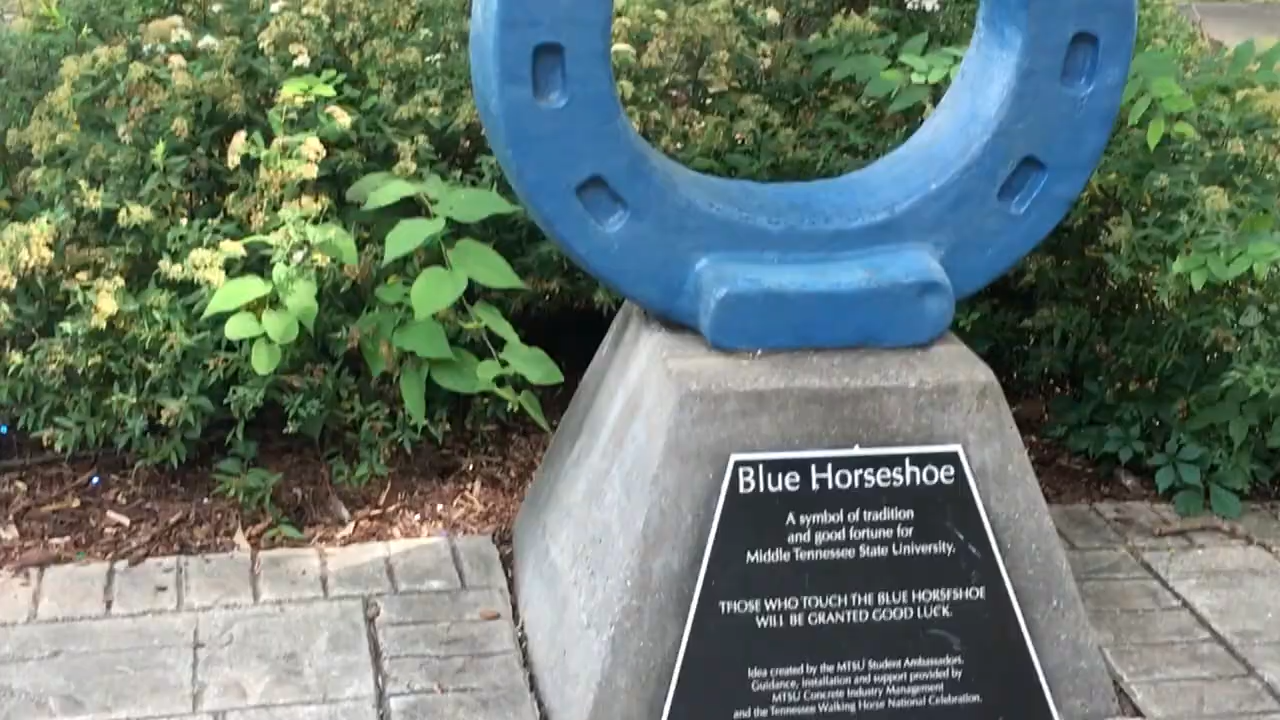 Blue Horseshoe
A symbol of tradition
and good fortune for
Middle Tennessee State University.
THOSE WHO TOUCH THE BLUE HORSESHOE
WILL BE GRANTED GOOD LUCK.
Idea created by the MTSU Student Ambassadors.
Guidance, installation and support provided by
MTSU Concrete Industry Management
and the Tennessee Walking Horse National Celebration.